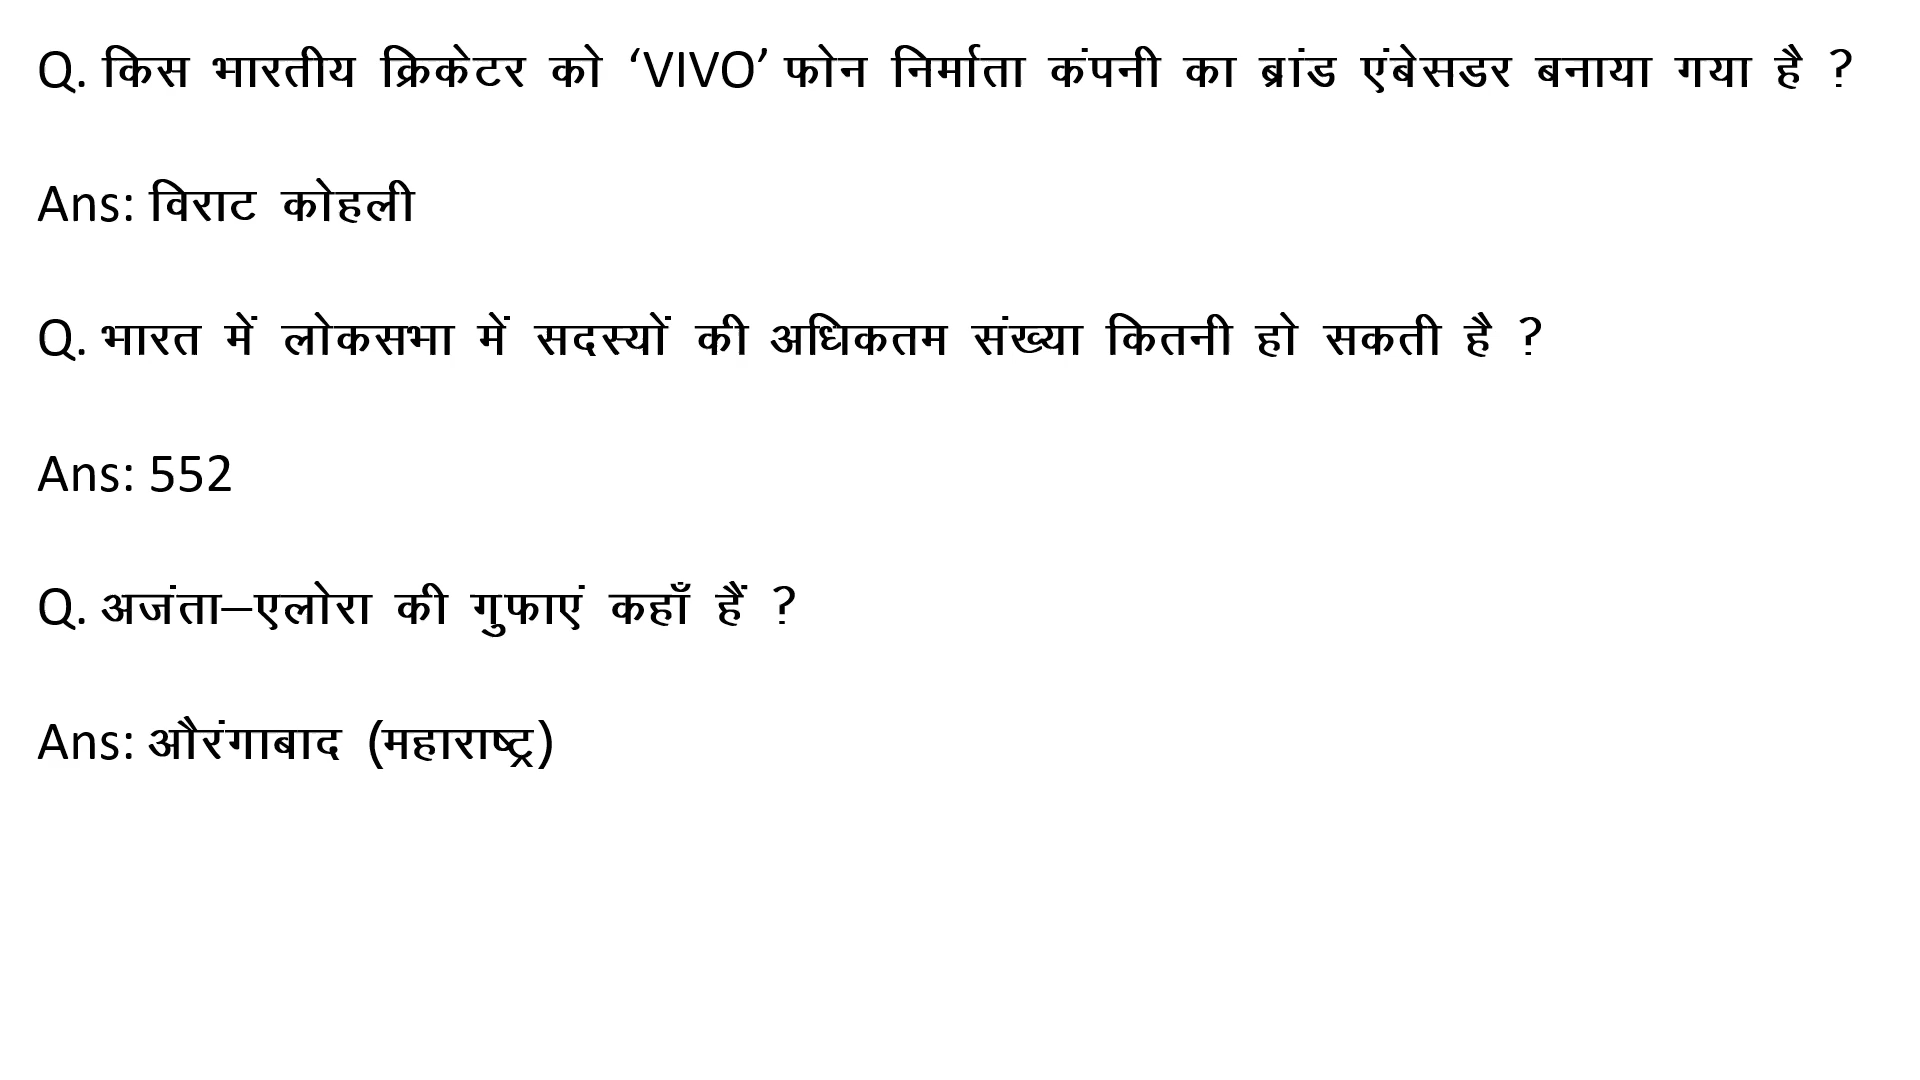 Q. किस भारतीय क्रिकेटर को ‘VIVO’ फोन निर्माता कंपनी का ब्रांड एंबेसडर बनाया गया है ?
Ans: विराट कोहली
Q. भारत में लोकसभा में सदस्यों की अधिकतम संख्या कितनी हो सकती है ?
Ans: 552
Q. अजंता–एलोरा की गुफाएं कहाँ हैं ?
Ans: औरंगाबाद (महाराष्ट्र)